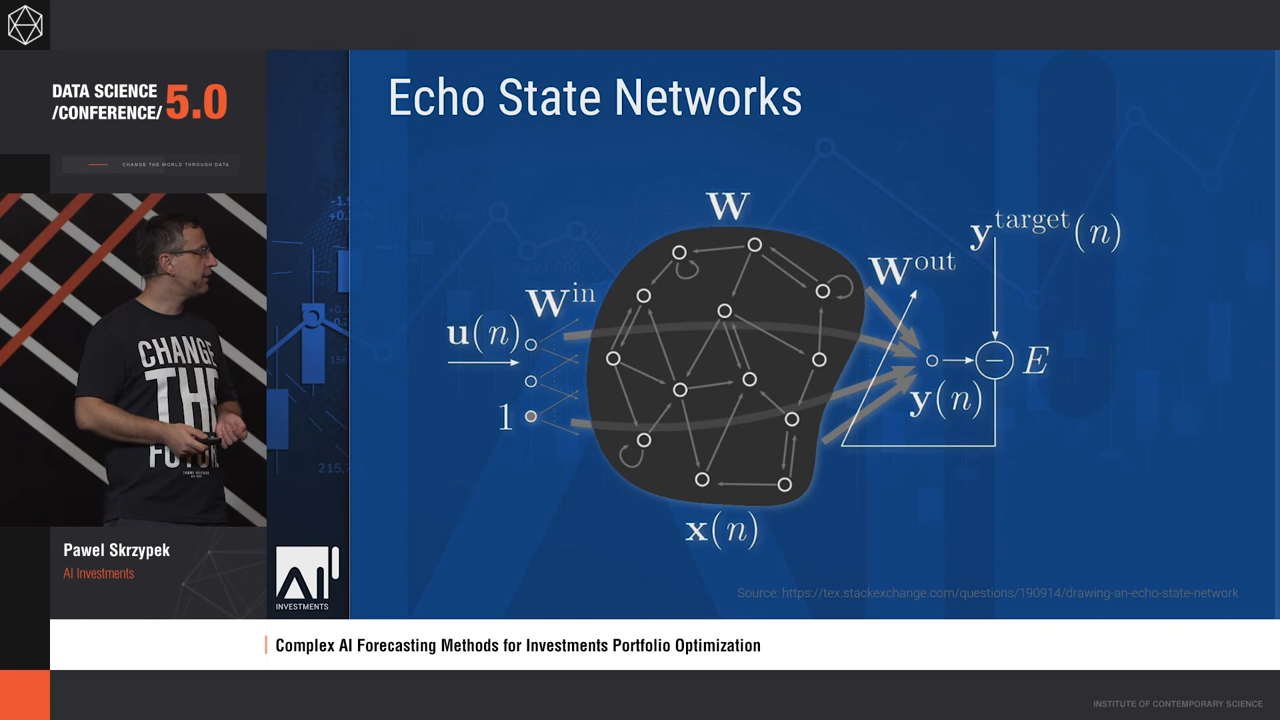 DATA SCIENCE
/CONFERENCE/ 5.0
CHANGE THE WORLD THROUGH DATA
Echo State Networks
W
y^target(n)
W^out
W^in
u(n)
E
y(n)
1
x(n)
CHANGE
THE
FUTUR
Pawel Skrzypek
AI Investments
AI
INVESTMENTS
Source: https://tex.stackexchange.com/questions/190914/drawing-an-echo-state-network
Complex AI Forecasting Methods for Investments Portfolio Optimization
INSTITUTE OF CONTEMPORARY SCIENCE